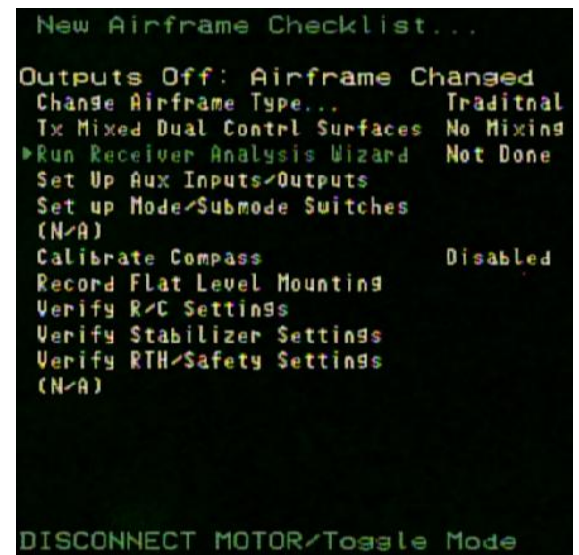 New Airframe Checklist...
Outputs Off: Airframe Changed
Change Airframe Type... Traditnal
Tx Mixed Dual Contrl Surfaces No Mixing
▶Run Receiver Analysis Wizard Not Done
Set Up Aux Inputs/Outputs
Set up Mode/Submode Switches
(N/A)
Calibrate Compass Disabled
Record Flat Level Mounting
Verify R/C Settings
Verify Stabilizer Settings
Verify RTH/Safety Settings
(N/A)
DISCONNECT MOTOR/Toggle Mode